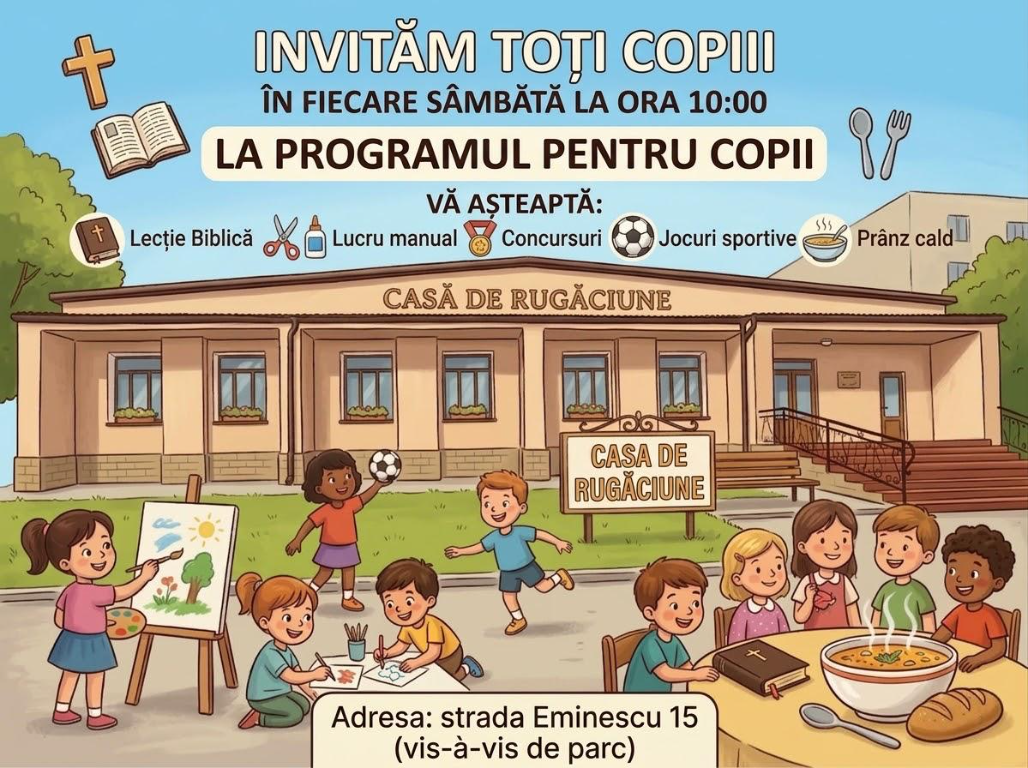 INVITĂM TOȚI COPIII
ÎN FIECARE SÂMBĂTĂ LA ORA 10:00
LA PROGRAMUL PENTRU COPII
VĂ AȘTEAPTĂ:
Lecție Biblică Lucru manual Concursuri Jocuri sportive Prânz cald
CASĂ DE RUGĂCIUNE
CASA DE
RUGĂCIUNE
Adresa: strada Eminescu 15
(vis-à-vis de parc)